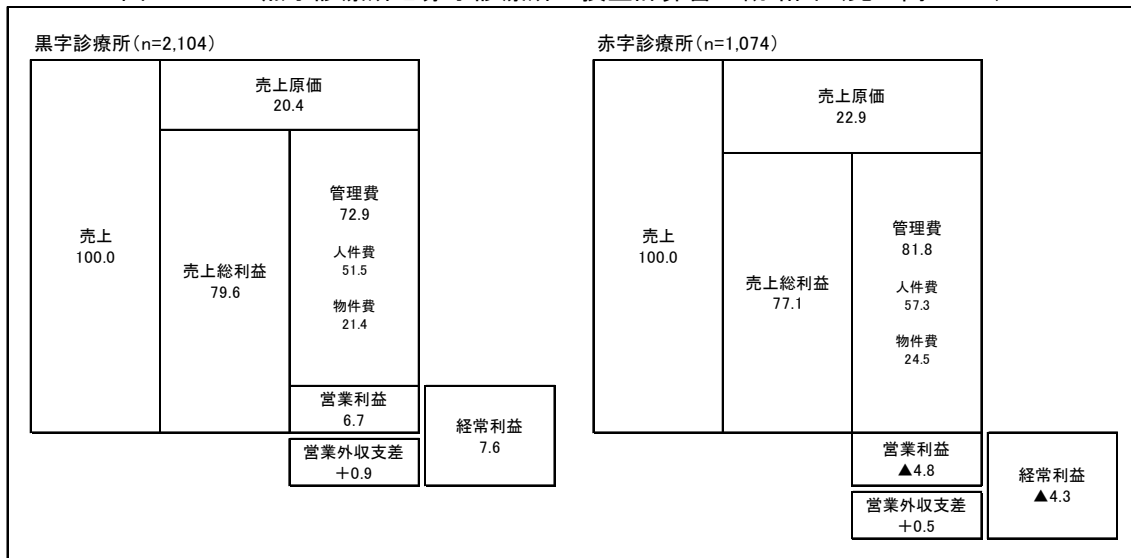 黒字診療所(n=2,104)
売上
100.0
売上原価
20.4
売上総利益
79.6
管理費
72.9
人件費
51.5
物件費
21.4
営業利益
6.7
営業外収支差
+0.9
経常利益
7.6
赤字診療所(n=1,074)
売上
100.0
売上原価
22.9
売上総利益
77.1
管理費
81.8
人件費
57.3
物件費
24.5
営業利益
▲4.8
営業外収支差
+0.5
経常利益
▲4.3